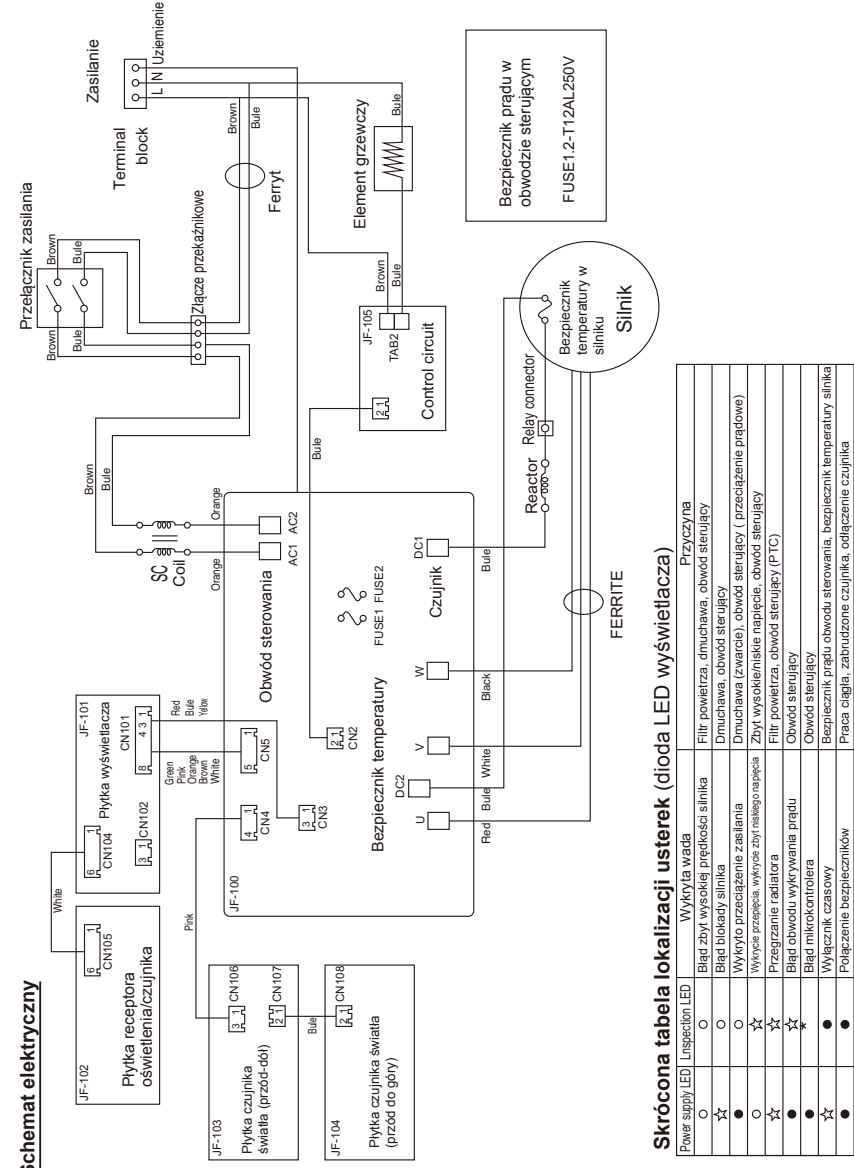 Schemat elektryczny
Przełącznik zasilania
Brown
Bule
Brown
Bule
Zasilanie
L N Uziemienie
Terminal
block
Brown
Bule
Ferryt
Złącze przekaźnikowe
Element grzewczy
Bule
Brown
Bule
JF-105
TAB2
2 1
Control circuit
Bule
Bezpiecznik prądu w
obwodzie sterującym
FUSE1.2-T12AL250V
Brown
Bule
SC
Coil
Orange
Orange
AC1
AC2
Obwód sterowania
FUSE1 FUSE2
JF-102
Płytka receptora
oświetlenia/czujnika
6 1
CN105
White
JF-101
Płytka wyświetlacza
6 1
CN104
3 1 CN102
CN101
8 4 3 1
Red
Bule
Yellow
Green
Pink
Orange
Brown
White
JF-100
4 1
CN4
5 1
CN5
3 1
CN3
2 1
CN2
Pink
JF-103
Płytka czujnika
światła (przód-dół)
3 1 CN106
2 1 CN107
Bule
JF-104
Płytka czujnika światła
(przód do góry)
2 1 CN108
Bezpiecznik temperatury
Czujnik
U
DC2
V
W
DC1
Red
Bule
White
Black
Bule
Reactor
Relay connector
FERRITE
Bezpiecznik
temperatury w
silniku
Silnik
Skrócona tabela lokalizacji usterek (dioda LED wyświetlacza)
Power supply LED Lnspection LED Wykryta wada Przyczyna
○ ○ Błąd zbyt wysokiej prędkości silnika Filtr powietrza, dmuchawa, obwód sterujący
☆ ○ Błąd blokady silnika Dmuchawa, obwód sterujący
● ○ Wykryto przeciążenie zasilania Dmuchawa (zwarcie), obwód sterujący ( przeciążenie prądowe)
○ ☆ Wykrycie przepięcia, wykrycie zbyt niskiego napięcia Zbyt wysokie/niskie napięcie, obwód sterujący
☆ ☆ Przegrzanie radiatora Filtr powietrza, obwód sterujący (PTC)
● ☆ Błąd obwodu wykrywania prądu Obwód sterujący
● * Błąd mikrokontrolera Obwód sterujący
☆ ● Wyłącznik czasowy Bezpiecznik prądu obwodu sterowania, bezpiecznik temperatury silnika
● ● Połączenie bezpieczników Praca ciągła, zabrudzone czujnika, odłączenie czujnika